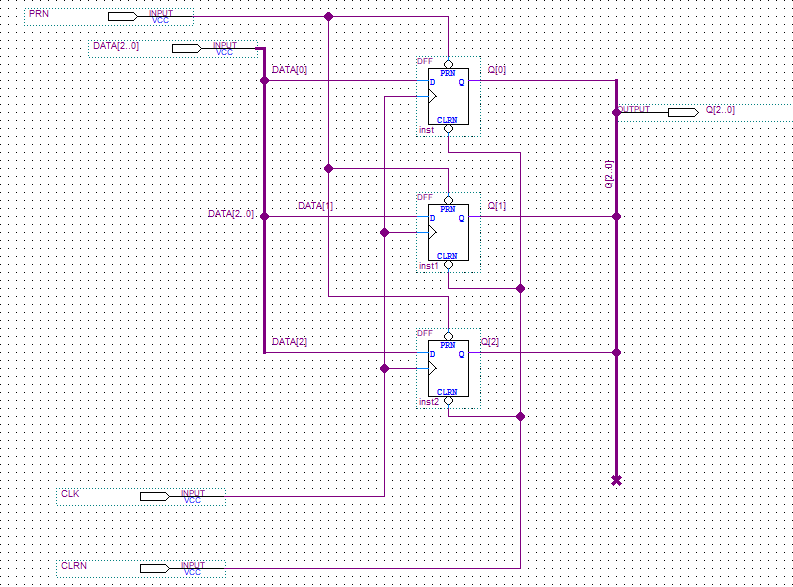 PRN
INPUT
VCC
DATA[2..0]
INPUT
VCC
DATA[0]
DFF
PRN
D
Q
CLRN
inst
Q[0]
OUTPUT
Q[2..0]
Q[2..0]
DATA[2..0]
DATA[1]
DFF
PRN
D
Q
CLRN
inst1
Q[1]
DATA[2]
DFF
PRN
D
Q
CLRN
inst2
Q[2]
CLK
INPUT
VCC
CLRN
INPUT
VCC